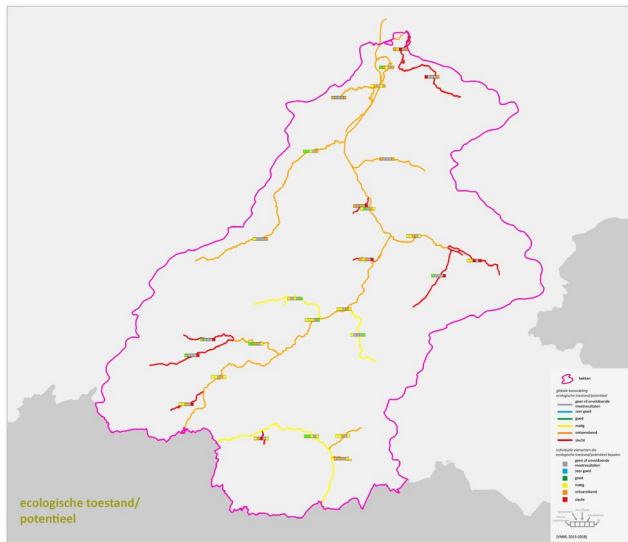 bekken
globale beoordeling
ecologische toestand/potentieel
geen of onvoldoende
meetresultaten
zeer goed
goed
matig
ontoereikend
slecht
individuele elementen die
ecologische toestand/potentieel bepalen
geen of onvoldoende
meetresultaten
zeer goed
goed
matig
ontoereikend
slecht
(VMM, 2013-2018)
ecologische toestand/
potentieel